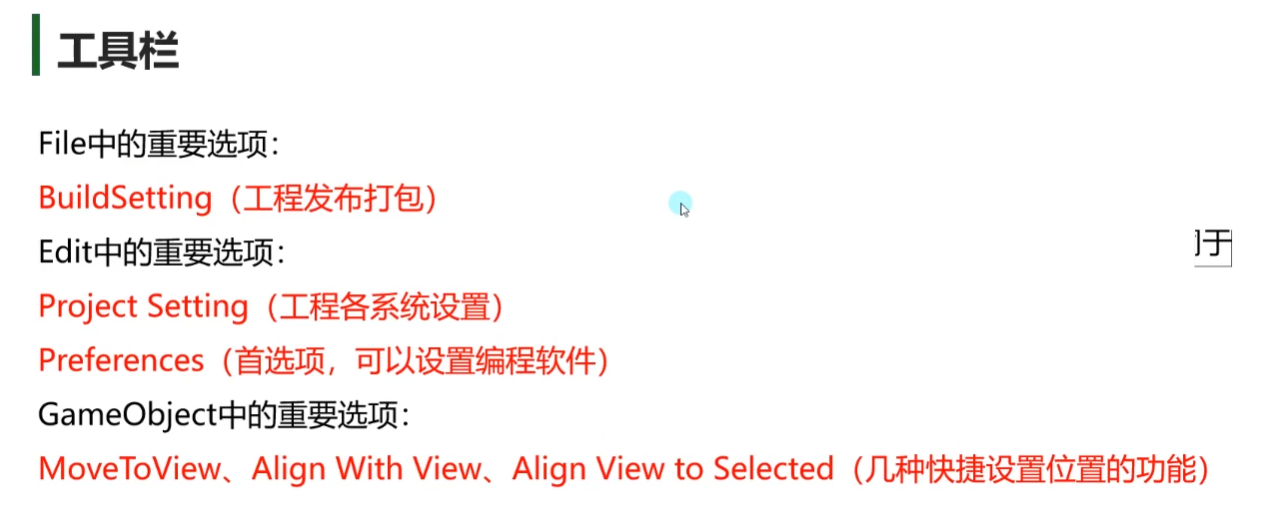 工具栏
File中的重要选项：
BuildSetting（工程发布打包）
Edit中的重要选项：
Project Setting（工程各系统设置）
Preferences（首选项，可以设置编程软件）
GameObject中的重要选项：
MoveToView、Align With View、Align View to Selected（几种快捷设置位置的功能）
于